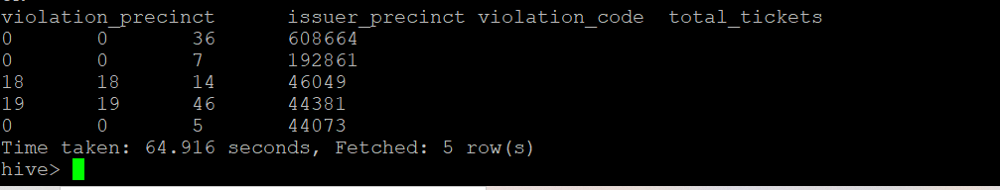 violation_precinct issuer_precinct violation_code total_tickets
0 0 36 608664
0 0 7 192861
18 18 14 46049
19 19 46 44381
0 0 5 44073
Time taken: 64.916 seconds, Fetched: 5 row(s)
hive>